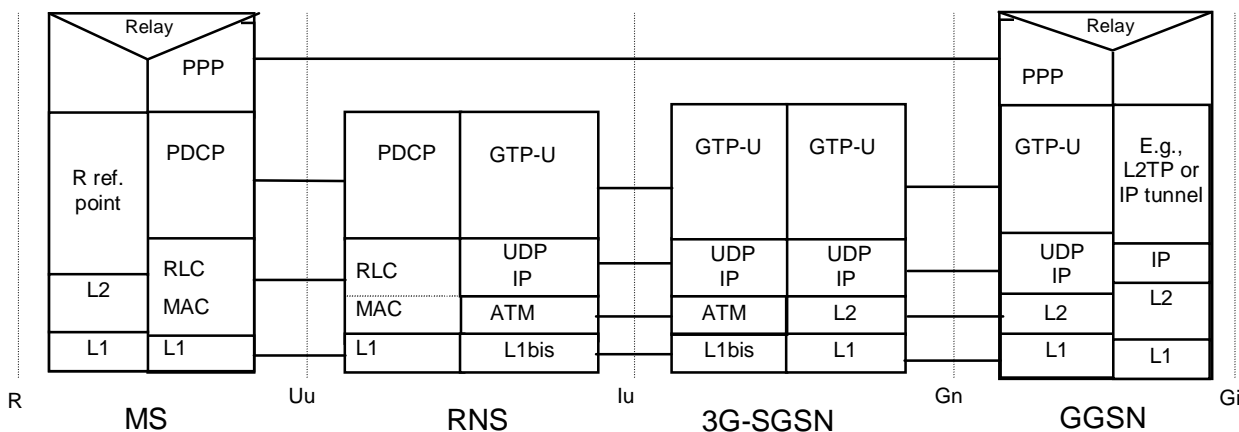 Relay
Relay
PPP
PPP
R ref.
point
PDCP
PDCP
GTP-U
GTP-U
GTP-U
GTP-U
E.g.,
L2TP or
IP tunnel
L2
RLC
MAC
RLC
MAC
UDP
IP
ATM
UDP
IP
ATM
UDP
IP
L2
UDP
IP
L2
IP
L2
L1
L1
L1
L1bis
L1bis
L1
L1
L1
R
Uu
Iu
Gn
Gi
MS
RNS
3G-SGSN
GGSN